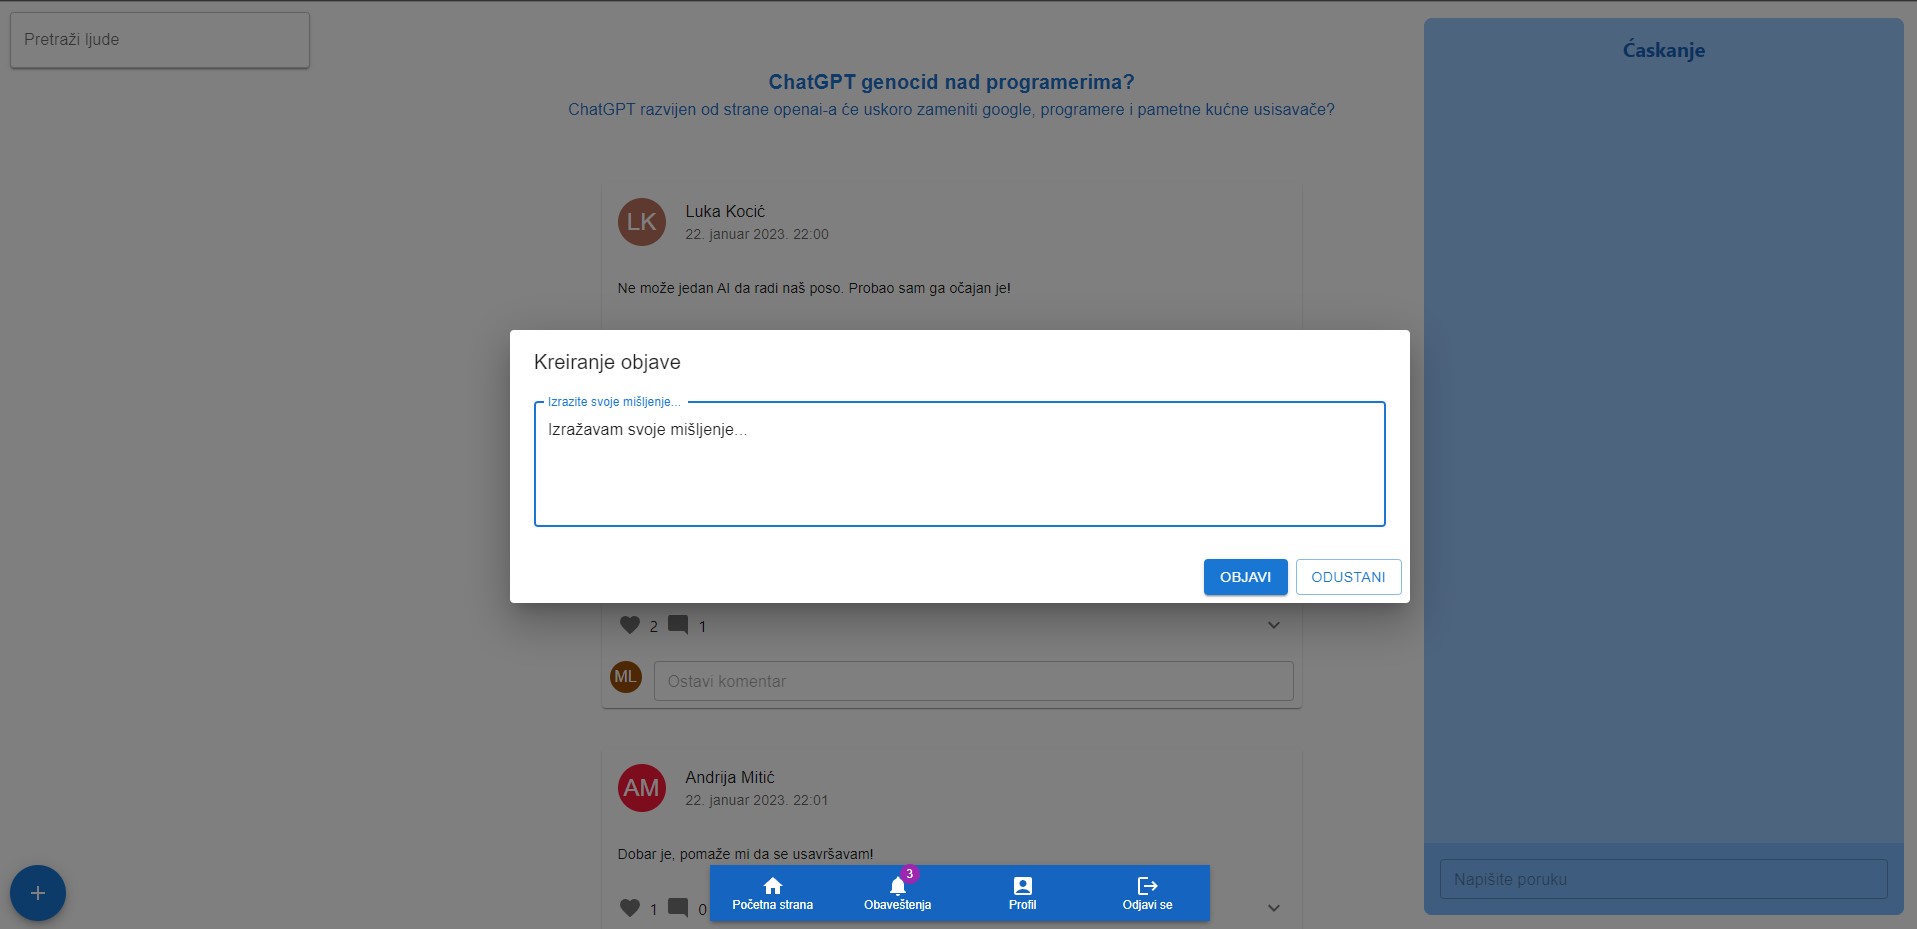 Pretraži ljude
Ćaskanje
ChatGPT genocid nad programerima?
ChatGPT razvijen od strane openai-a će uskoro zameniti google, programere i pametne kućne usisavače?
LK
Luka Kocić
22. januar 2023. 22:00
Ne može jedan AI da radi naš poso. Probao sam ga očajan je!
Kreiranje objave
Izrazite svoje mišljenje...
Izražavam svoje mišljenje...
OBJAVI
ODUSTANI
2
1
ML
Ostavi komentar
AM
Andrija Mitić
22. januar 2023. 22:01
Dobar je, pomaže mi da se usavršavam!
1
0
+
3
Početna strana
Obaveštenja
Profil
Odjavi se
Napišite poruku